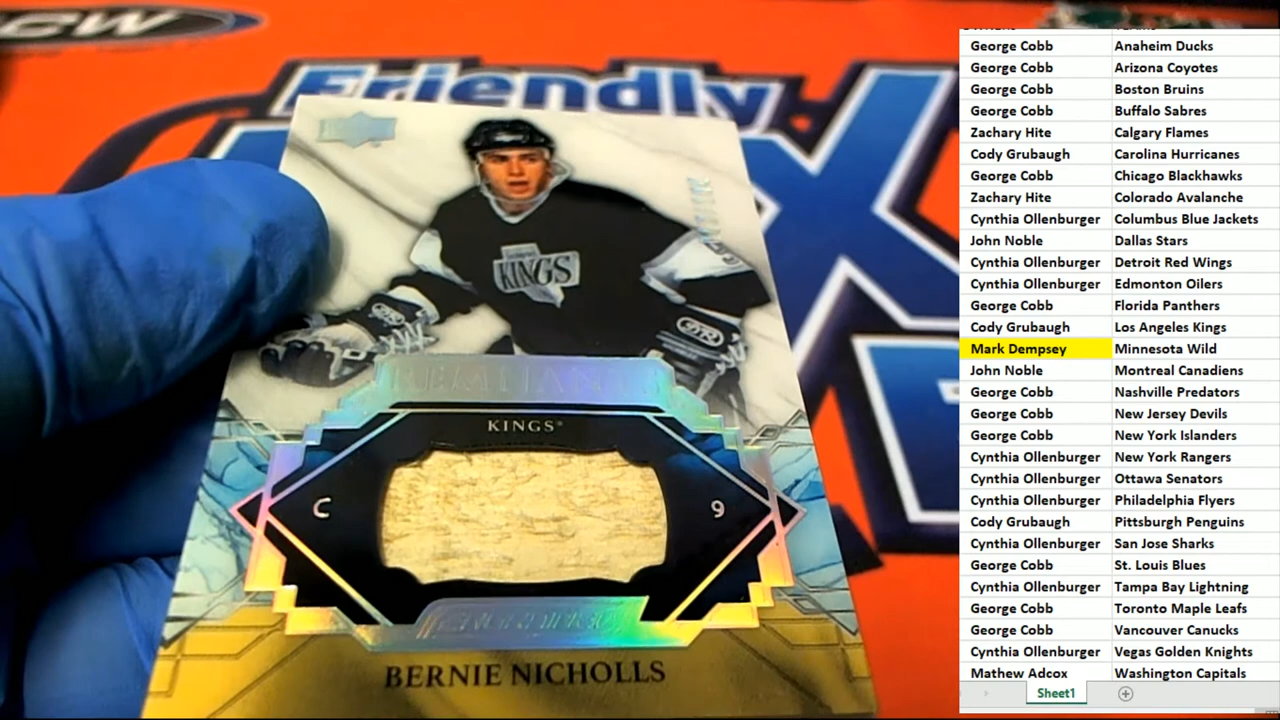 Friendly
KINGS
KINGS
C
9
BERNIE NICHOLLS
George Cobb Anaheim Ducks
George Cobb Arizona Coyotes
George Cobb Boston Bruins
George Cobb Buffalo Sabres
Zachary Hite Calgary Flames
Cody Grubaugh Carolina Hurricanes
George Cobb Chicago Blackhawks
Zachary Hite Colorado Avalanche
Cynthia Ollenburger Columbus Blue Jackets
John Noble Dallas Stars
Cynthia Ollenburger Detroit Red Wings
Cynthia Ollenburger Edmonton Oilers
George Cobb Florida Panthers
Cody Grubaugh Los Angeles Kings
Mark Dempsey Minnesota Wild
John Noble Montreal Canadiens
George Cobb Nashville Predators
George Cobb New Jersey Devils
George Cobb New York Islanders
Cynthia Ollenburger New York Rangers
Cynthia Ollenburger Ottawa Senators
Cynthia Ollenburger Philadelphia Flyers
Cody Grubaugh Pittsburgh Penguins
Cynthia Ollenburger San Jose Sharks
George Cobb St. Louis Blues
Cynthia Ollenburger Tampa Bay Lightning
George Cobb Toronto Maple Leafs
George Cobb Vancouver Canucks
Cynthia Ollenburger Vegas Golden Knights
Mathew Adcox Washington Capitals
Sheet1